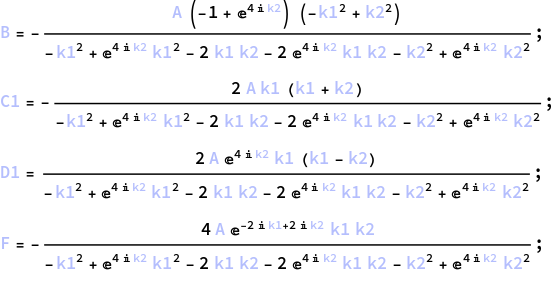 B = - \frac{A (-1 + e^{4 i k2}) (-k1^2 + k2^2)}{-k1^2 + e^{4 i k2} k1^2 - 2 k1 k2 - 2 e^{4 i k2} k1 k2 - k2^2 + e^{4 i k2} k2^2} ;
C1 = - \frac{2 A k1 (k1 + k2)}{-k1^2 + e^{4 i k2} k1^2 - 2 k1 k2 - 2 e^{4 i k2} k1 k2 - k2^2 + e^{4 i k2} k2^2} ;
D1 = \frac{2 A e^{4 i k2} k1 (k1 - k2)}{-k1^2 + e^{4 i k2} k1^2 - 2 k1 k2 - 2 e^{4 i k2} k1 k2 - k2^2 + e^{4 i k2} k2^2} ;
F = - \frac{4 A e^{-2 i k1+2 i k2} k1 k2}{-k1^2 + e^{4 i k2} k1^2 - 2 k1 k2 - 2 e^{4 i k2} k1 k2 - k2^2 + e^{4 i k2} k2^2} ;